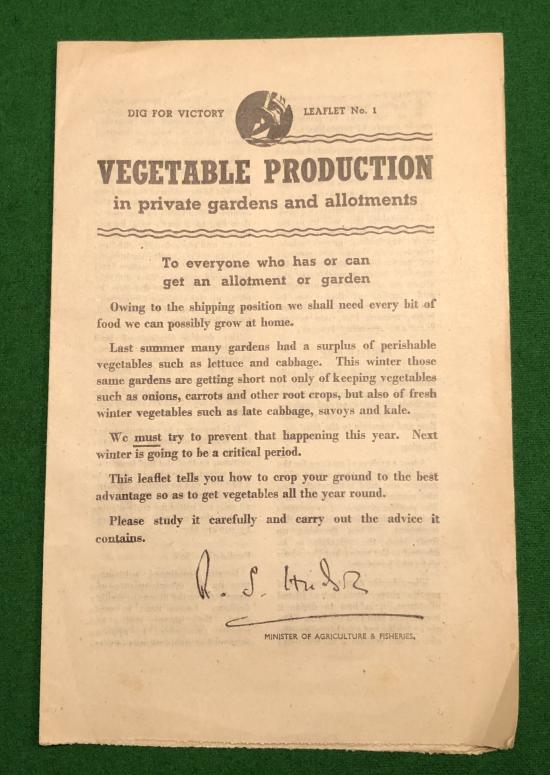 DIG FOR VICTORY LEAFLET No. 1
VEGETABLE PRODUCTION
in private gardens and allotments
To everyone who has or can
get an allotment or garden
Owing to the shipping position we shall need every bit of
food we can possibly grow at home.
Last summer many gardens had a surplus of perishable
vegetables such as lettuce and cabbage. This winter those
same gardens are getting short not only of keeping vegetables
such as onions, carrots and other root crops, but also of fresh
winter vegetables such as late cabbage, savoys and kale.
We must try to prevent that happening this year. Next
winter is going to be a critical period.
This leaflet tells you how to crop your ground to the best
advantage so as to get vegetables all the year round.
Please study it carefully and carry out the advice it
contains.
R. S. Hudson
MINISTER OF AGRICULTURE & FISHERIES.